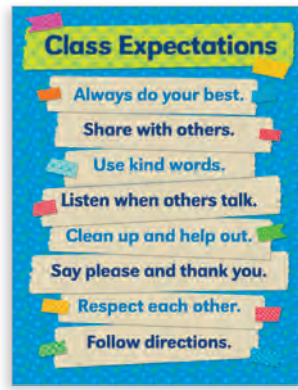 Class Expectations
Always do your best.
Share with others.
Use kind words.
Listen when others talk.
Clean up and help out.
Say please and thank you.
Respect each other.
Follow directions.